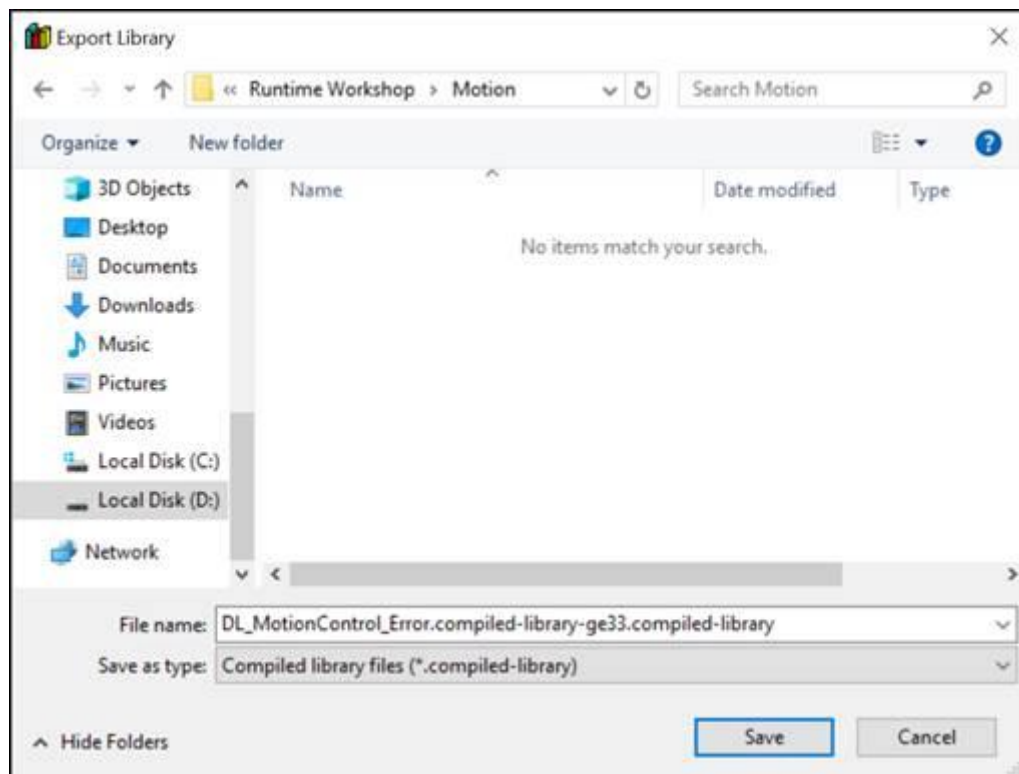 Export Library
« Runtime Workshop > Motion
Search Motion
Organize
New folder
Name
Date modified
Type
3D Objects
No items match your search.
Desktop
Documents
Downloads
Music
Pictures
Videos
Local Disk (C:)
Local Disk (D:)
Network
File name: DL_MotionControl_Error.compiled-library-ge33.compiled-library
Save as type: Compiled library files (*.compiled-library)
Hide Folders
Save
Cancel